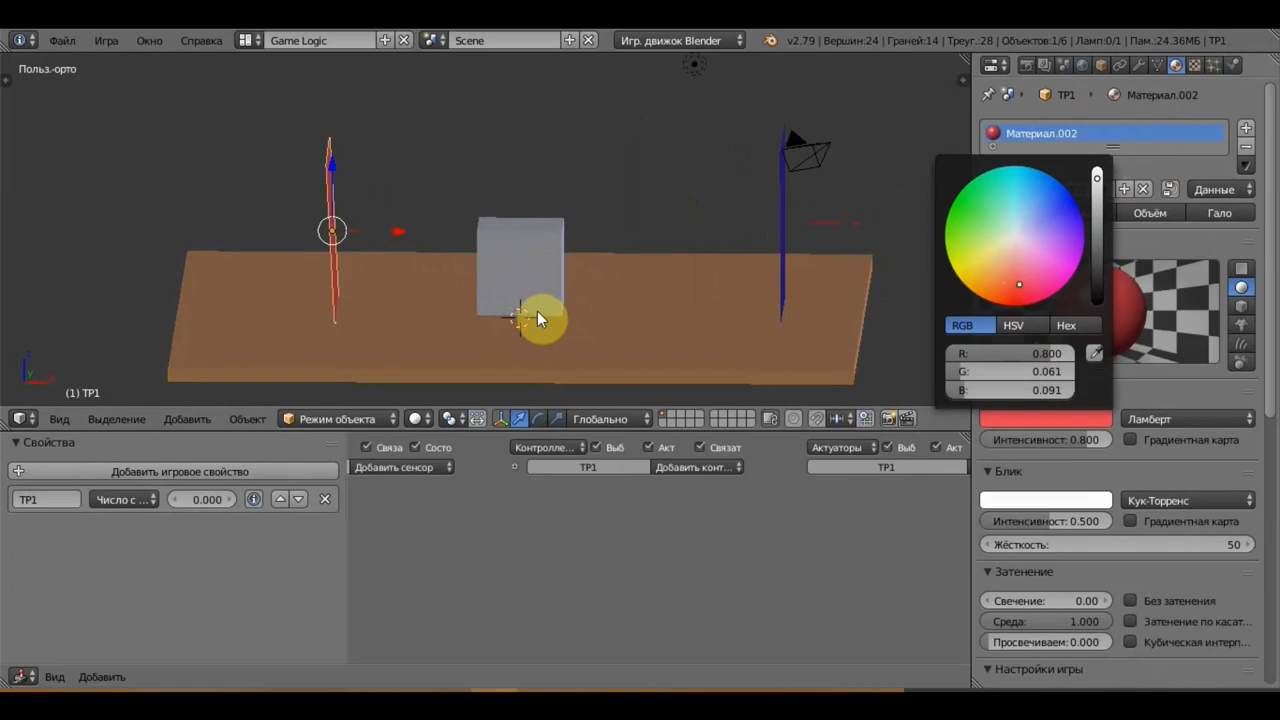 Файл Игра Окно Справка Game Logic Scene Игр. движок Blender v2.79 | Вершин:24 | Граней:14 | Треуг.:28 | Объектов:1/6 | Ламп:0/1 | Пам.:24.36МБ | TP1
Польз.-орто
TP1 Материал.002
Материал.002
Данные
Объём Гало
RGB HSV Hex
R: 0.800
G: 0.061
B: 0.091
(1) TP1
Вид Выделение Добавить Объект Режим объекта Глобально
Ламберт
Интенсивность: 0.800 Градиентная карта
Свойства
Связа Состо Контролле... Выб Акт Связат Актуаторы Выб Акт
Добавить игровое свойство
Добавить сенсор TP1 Добавить конт... TP1
Блик
TP1 Число с ... 0.000
Кук-Торренс
Интенсивность: 0.500 Градиентная карта
Жёсткость: 50
Затенение
Свечение: 0.00 Без затенения
Среда: 1.000 Затенение по касат...
Просвечиваем: 0.000 Кубическая интерп...
Настройки игры
Вид Добавить